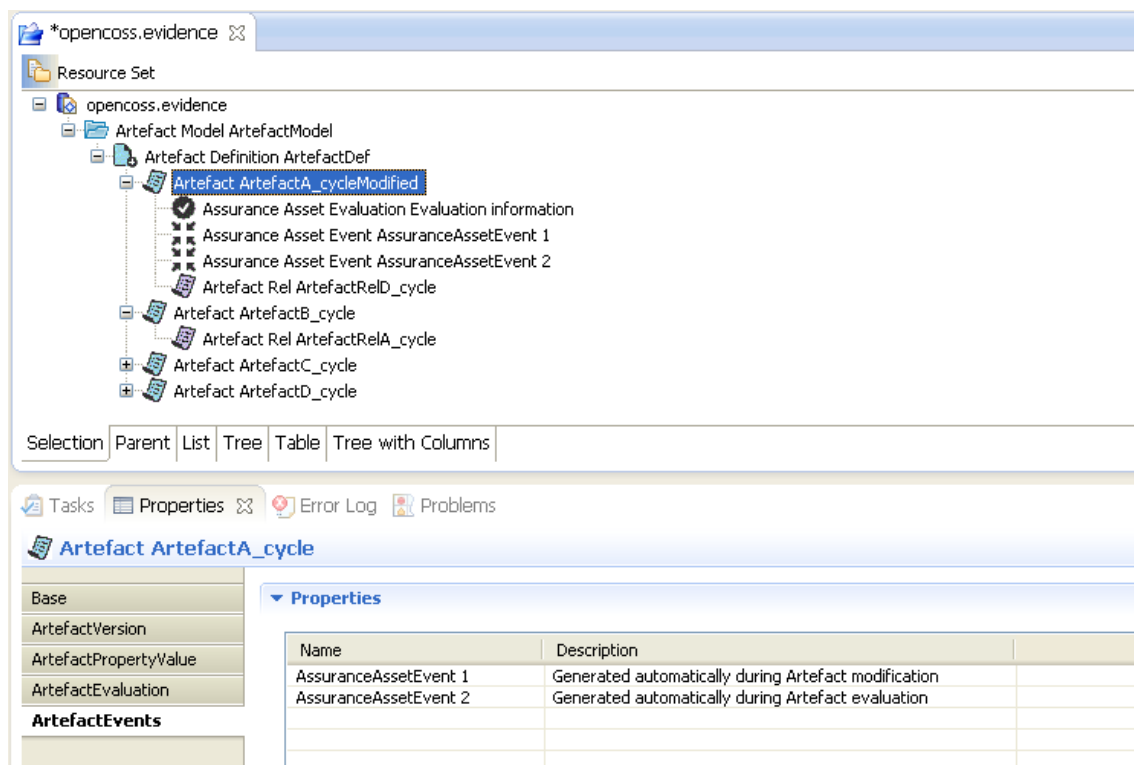 *opencoss.evidence
Resource Set
opencoss.evidence
Artefact Model ArtefactModel
Artefact Definition ArtefactDef
Artefact ArtefactA_cycleModified
Assurance Asset Evaluation Evaluation information
Assurance Asset Event AssuranceAssetEvent 1
Assurance Asset Event AssuranceAssetEvent 2
Artefact Rel ArtefactRelD_cycle
Artefact ArtefactB_cycle
Artefact Rel ArtefactRelA_cycle
Artefact ArtefactC_cycle
Artefact ArtefactD_cycle
Selection Parent List Tree Table Tree with Columns
Tasks Properties Error Log Problems
Artefact ArtefactA_cycle
Base
Properties
ArtefactVersion
ArtefactPropertyValue
ArtefactEvaluation
ArtefactEvents
Name Description
AssuranceAssetEvent 1 Generated automatically during Artefact modification
AssuranceAssetEvent 2 Generated automatically during Artefact evaluation